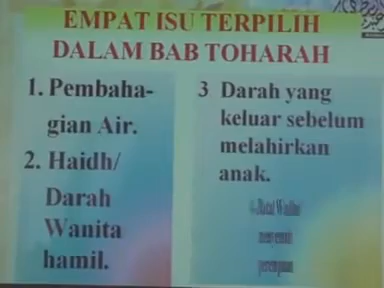 EMPAT ISU TERPILIH
DALAM BAB TOHARAH
1. Pembaha-
gian Air.
2. Haidh/
Darah
Wanita
hamil.
3 Darah yang
keluar sebelum
melahirkan
anak.
perempuan